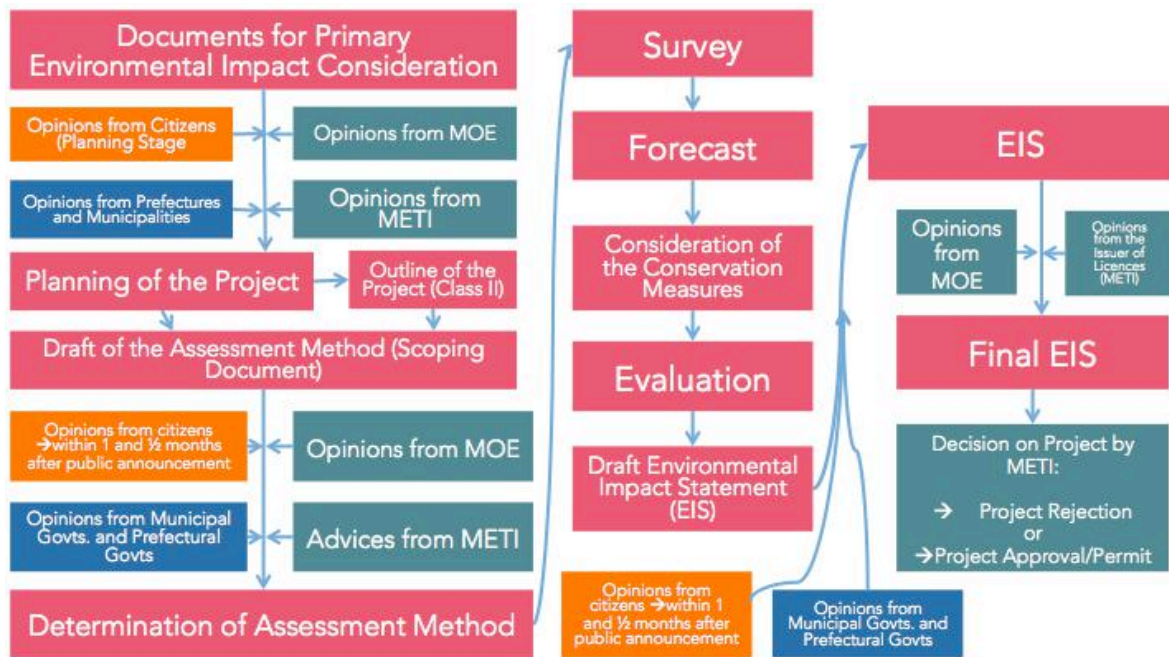 Documents for Primary
Environmental Impact Consideration
Opinions from Citizens
(Planning Stage
Opinions from MOE
Opinions from Prefectures
and Municipalities
Opinions from
METI
Planning of the Project
Outline of the
Project (Class II)
Draft of the Assessment Method (Scoping
Document)
Opinions from citizens
→within 1 and ½ months
after public announcement
Opinions from MOE
Opinions from Municipal
Govts. and Prefectural
Govts
Advices from METI
Determination of Assessment Method
Survey
Forecast
Consideration of
the Conservation
Measures
Evaluation
Draft Environmental
Impact Statement
(EIS)
Opinions from
citizens →within 1
and ½ months after
public announcement
Opinions from
Municipal Govts. and
Prefectural Govts
EIS
Opinions
from
MOE
Opinions
from the
Issuer of
Licences
(METI)
Final EIS
Decision on Project by
METI:
→ Project Rejection
or
→Project Approval/Permit